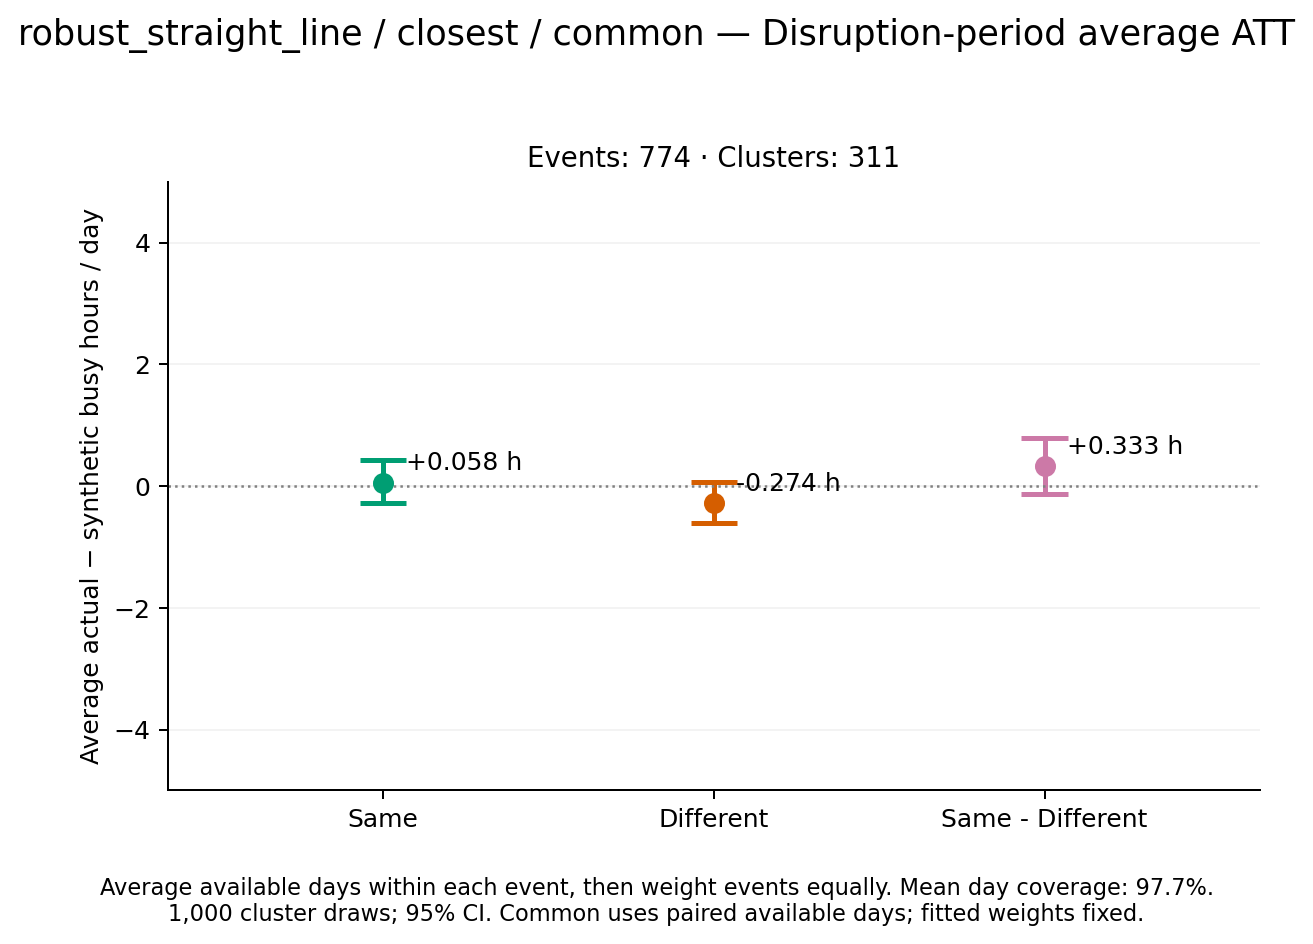 robust_straight_line / closest / common — Disruption-period average ATT
Events: 774 · Clusters: 311
Average actual − synthetic busy hours / day
4
2
0
−2
−4
+0.058 h
-0.274 h
+0.333 h
Same
Different
Same - Different
Average available days within each event, then weight events equally. Mean day coverage: 97.7%.
1,000 cluster draws; 95% CI. Common uses paired available days; fitted weights fixed.